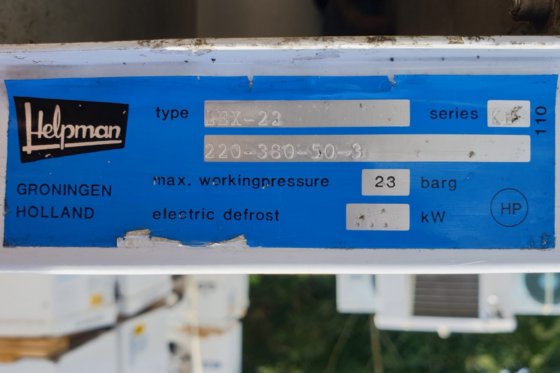 Helpman
type series 110
220-380-50-3
max. workingpressure 23 barg
GRONINGEN
HOLLAND
electric defrost kW
HP